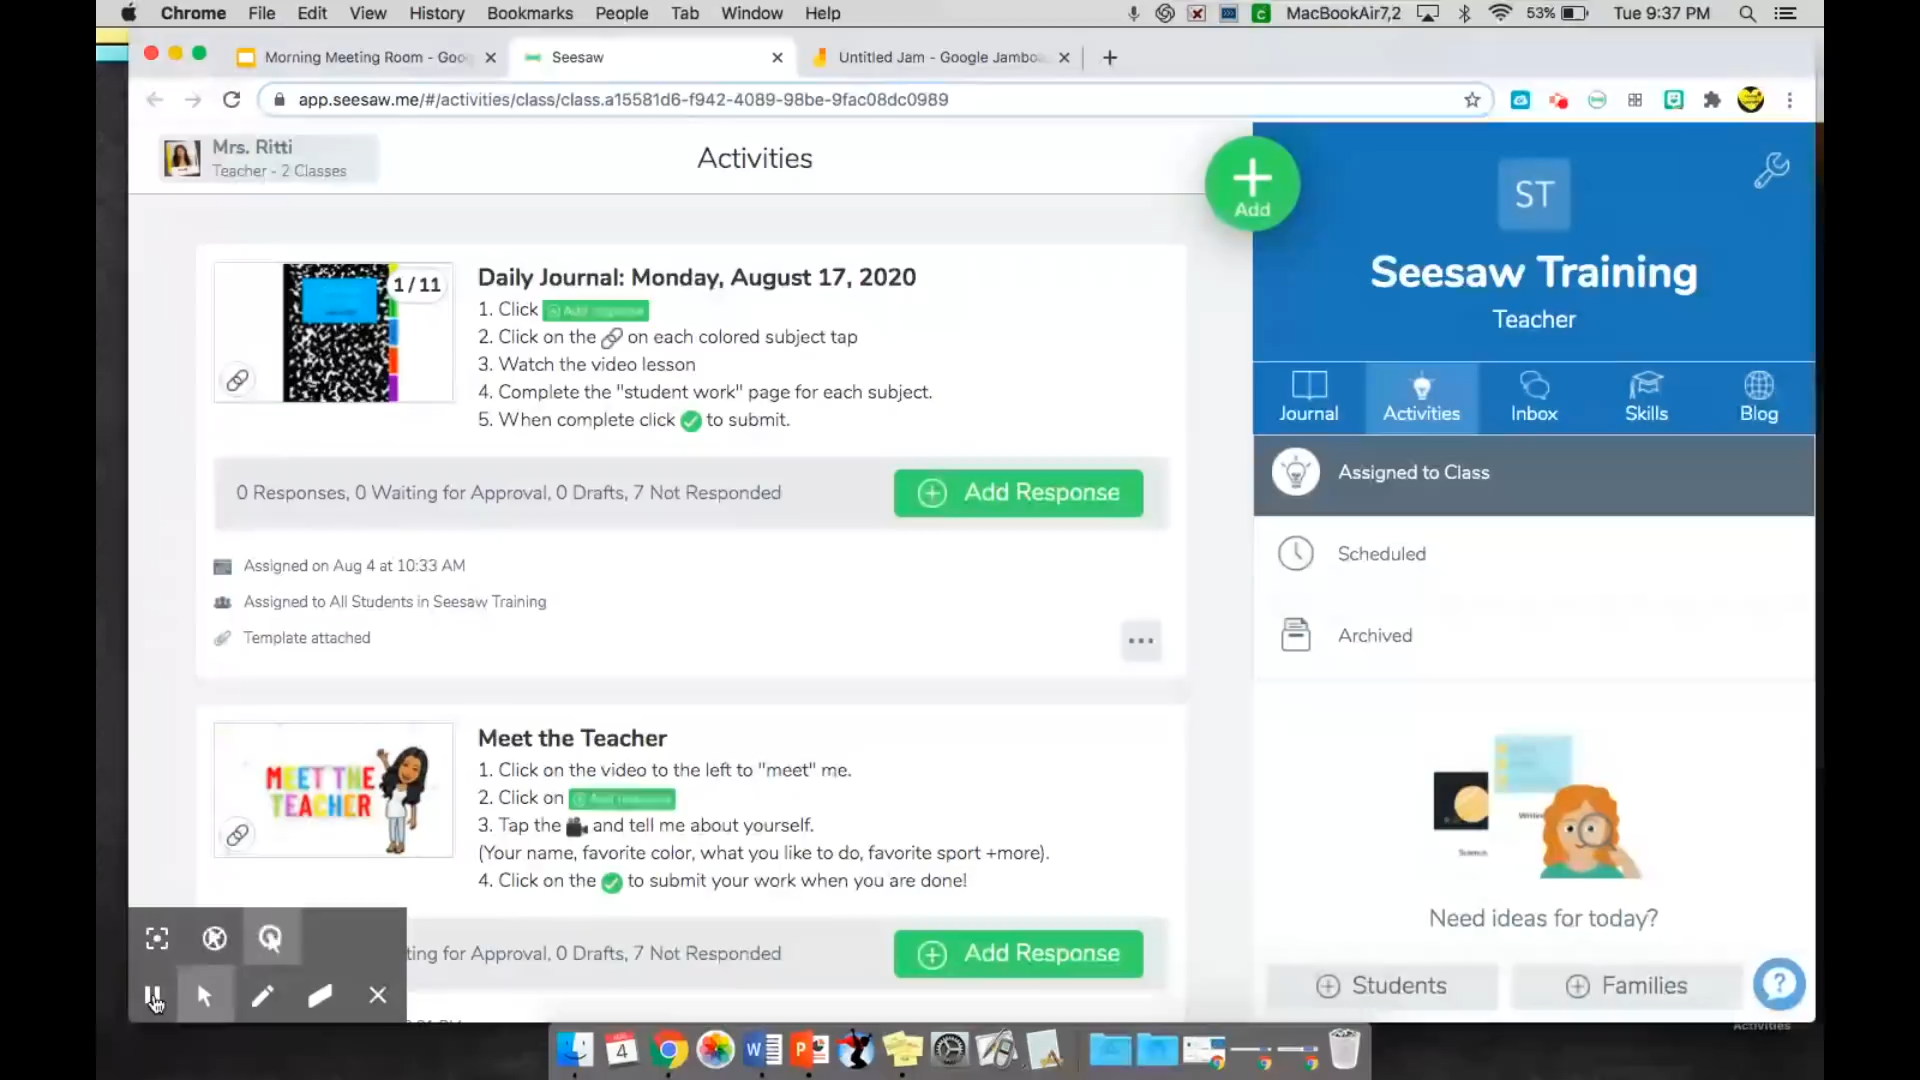 Chrome File Edit View History Bookmarks People Tab Window Help MacBookAir7,2 53% Tue 9:37 PM
Morning Meeting Room - Goo Seesaw Untitled Jam - Google Jambo
app.seesaw.me/#/activities/class/class.a15581d6-f942-4089-98be-9fac08dc0989
Mrs. Ritti
Teacher - 2 Classes
Activities
Add
Daily Journal: Monday, August 17, 2020
1 / 11
1. Click Add response
2. Click on the on each colored subject tap
3. Watch the video lesson
4. Complete the "student work" page for each subject.
5. When complete click to submit.
0 Responses, 0 Waiting for Approval, 0 Drafts, 7 Not Responded
Add Response
Assigned on Aug 4 at 10:33 AM
Assigned to All Students in Seesaw Training
Template attached
Meet the Teacher
MEET THE
TEACHER
1. Click on the video to the left to "meet" me.
2. Click on
3. Tap the and tell me about yourself.
(Your name, favorite color, what you like to do, favorite sport +more).
4. Click on the to submit your work when you are done!
ting for Approval, 0 Drafts, 7 Not Responded
Add Response
ST
Seesaw Training
Teacher
Journal Activities Inbox Skills Blog
Assigned to Class
Scheduled
Archived
Science
Need ideas for today?
Students Families
?
Activities
AUG
4